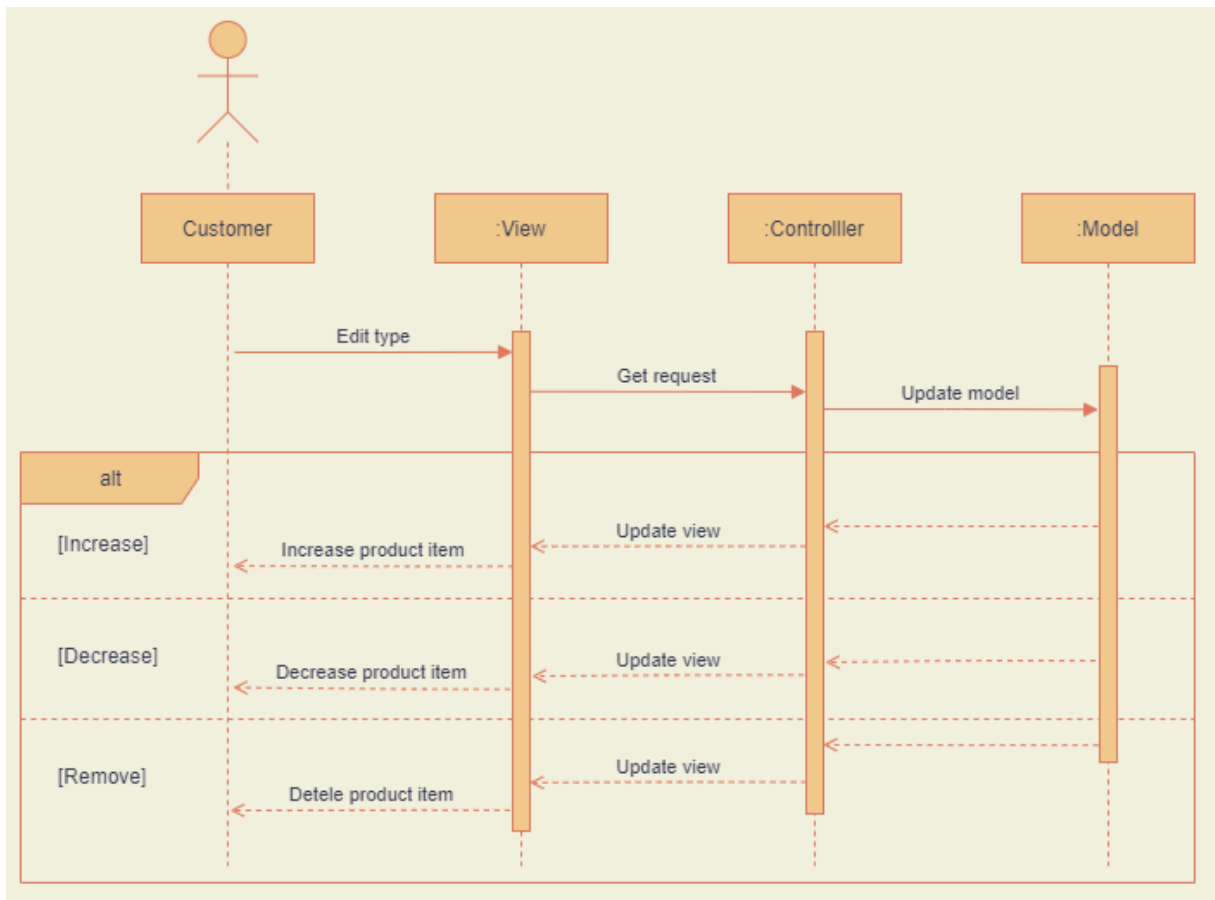 Customer
:View
:Controlller
:Model
Edit type
Get request
Update model
alt
[Increase]
Update view
Increase product item
[Decrease]
Update view
Decrease product item
[Remove]
Update view
Detele product item